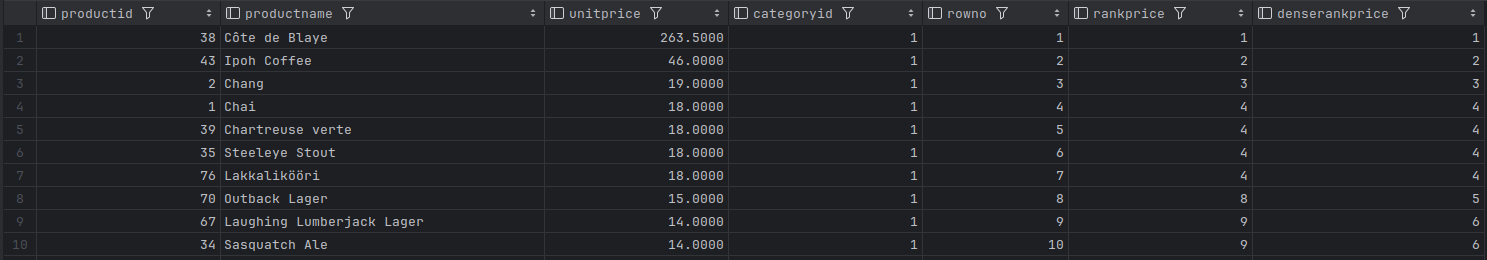 productid productname unitprice categoryid rowno rankprice denserankprice
1 38 Côte de Blaye 263.5000 1 1 1 1
2 43 Ipoh Coffee 46.0000 1 2 2 2
3 2 Chang 19.0000 1 3 3 3
4 1 Chai 18.0000 1 4 4 4
5 39 Chartreuse verte 18.0000 1 5 4 4
6 35 Steeleye Stout 18.0000 1 6 4 4
7 76 Lakkalikööri 18.0000 1 7 4 4
8 70 Outback Lager 15.0000 1 8 8 5
9 67 Laughing Lumberjack Lager 14.0000 1 9 9 6
10 34 Sasquatch Ale 14.0000 1 10 9 6